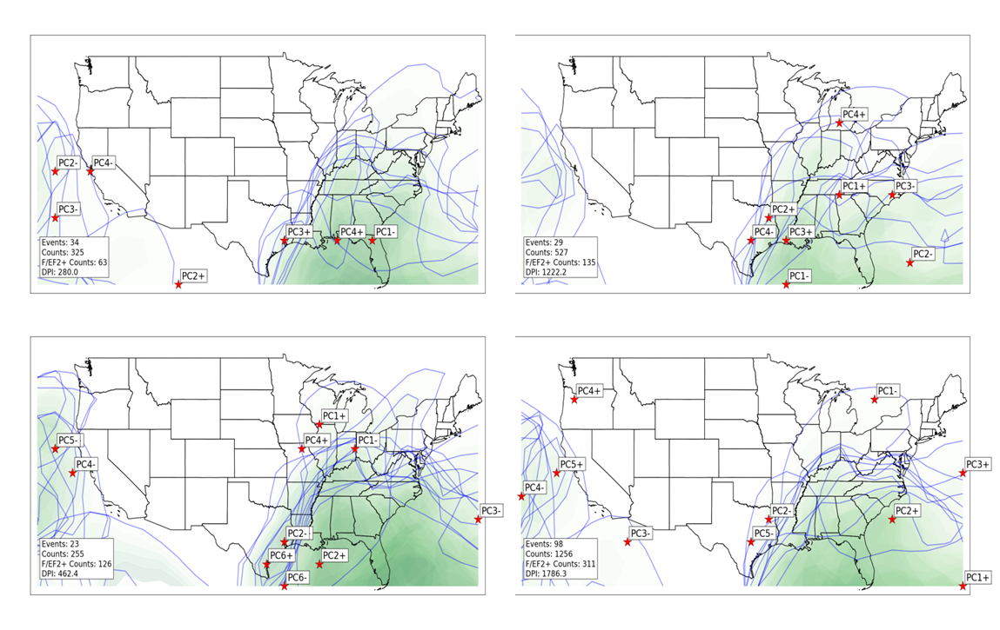 PC2-
PC4-
PC3-
Events: 34
Counts: 325
F/EF2+ Counts: 63
DPI: 280.0
PC3+
PC4+
PC1-
PC2+
PC4+
PC1+
PC3-
PC2+
PC4-
PC3+
Events: 29
Counts: 527
F/EF2+ Counts: 135
DPI: 1222.2
PC2-
PC1-
PC1+
PC5-
PC4+
PC1-
PC4-
PC3-
PC2-
Events: 23
Counts: 255
F/EF2+ Counts: 126
DPI: 462.4
PC6+
PC2+
PC6-
PC4+
PC1-
PC5+
PC3+
PC4-
PC2-
PC2+
PC3-
PC5-
Events: 98
Counts: 1256
F/EF2+ Counts: 311
DPI: 1786.3
PC1+